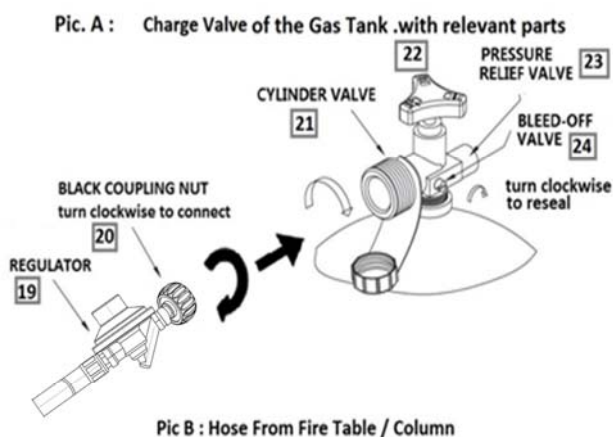 Pic. A : Charge Valve of the Gas Tank .with relevant parts
22
PRESSURE
RELIEF VALVE 23
CYLINDER VALVE
21
BLEED-OFF
VALVE 24
turn clockwise
to reseal
BLACK COUPLING NUT
turn clockwise to connect
20
REGULATOR
19
Pic B : Hose From Fire Table / Column